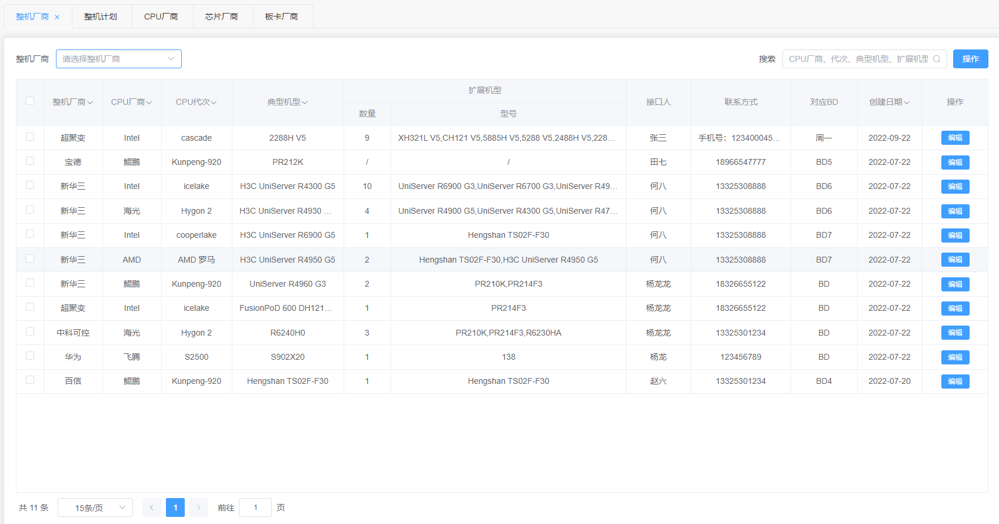 整机厂商 × 整机计划 CPU厂商 芯片厂商 板卡厂商
整机厂商 请选择整机厂商 搜索 CPU厂商、代次、典型机型、扩展机型 操作
整机厂商 CPU厂商 CPU代次 典型机型 扩展机型 接口人 联系方式 对应BD 创建日期 操作
数量 型号
超聚变 Intel cascade 2288H V5 9 XH321L V5,CH121 V5,5885H V5,5288 V5,2488H V5,228... 张三 手机号：123400045... 周一 2022-09-22 编辑
宝德 鲲鹏 Kunpeng-920 PR212K / / 田七 18966547777 BD5 2022-07-22 编辑
新华三 Intel icelake H3C UniServer R4300 G5 10 UniServer R6900 G3,UniServer R6700 G3,UniServer R49... 何八 13325308888 BD6 2022-07-22 编辑
新华三 海光 Hygon 2 H3C UniServer R4930 ... 4 UniServer R4900 G5,UniServer R4300 G5,UniServer R47... 何八 13325308888 BD6 2022-07-22 编辑
新华三 Intel cooperlake H3C UniServer R6900 G5 1 Hengshan TS02F-F30 何八 13325308888 BD7 2022-07-22 编辑
新华三 AMD AMD 罗马 H3C UniServer R4950 G5 2 Hengshan TS02F-F30,H3C UniServer R4950 G5 何八 13325308888 BD7 2022-07-22 编辑
新华三 鲲鹏 Kunpeng-920 UniServer R4960 G3 2 PR210K,PR214F3 杨龙龙 18326655122 BD 2022-07-22 编辑
超聚变 Intel icelake FusionPoD 600 DH121... 1 PR214F3 杨龙龙 18326655122 BD 2022-07-22 编辑
中科可控 海光 Hygon 2 R6240H0 3 PR210K,PR214F3,R6230HA 杨龙龙 13325301234 BD 2022-07-22 编辑
华为 飞腾 S2500 S902X20 1 138 杨龙 123456789 BD 2022-07-22 编辑
百信 鲲鹏 Kunpeng-920 Hengshan TS02F-F30 1 Hengshan TS02F-F30 赵六 13325301234 BD4 2022-07-20 编辑
共 11 条 15条/页 < 1 > 前往 1 页